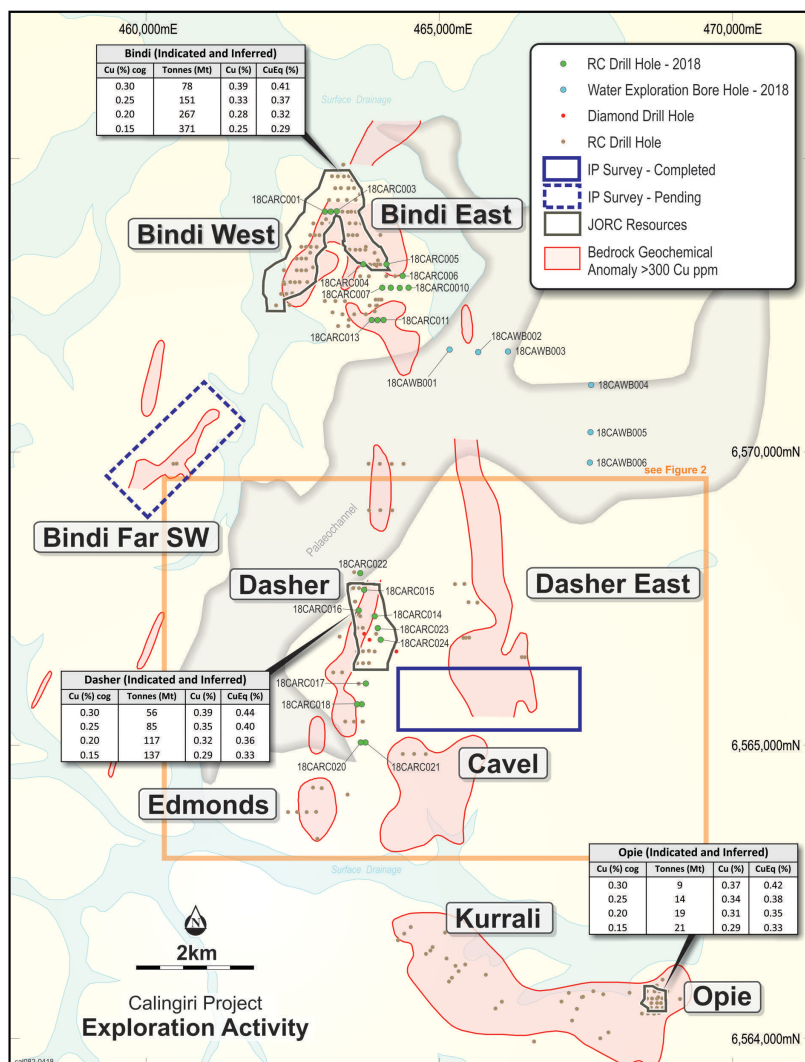 460,000mE
465,000mE
470,000mE
Bindi (Indicated and Inferred)
Cu (%) cog Tonnes (Mt) Cu (%) CuEq (%)
0.30 78 0.39 0.41
0.25 151 0.33 0.37
0.20 267 0.28 0.32
0.15 371 0.25 0.29
Surface Drainage
RC Drill Hole - 2018
Water Exploration Bore Hole - 2018
Diamond Drill Hole
RC Drill Hole
IP Survey - Completed
IP Survey - Pending
JORC Resources
Bedrock Geochemical
Anomaly >300 Cu ppm
18CARC001
18CARC003
Bindi West
Bindi East
18CARC005
18CARC004
18CARC006
18CARC007
18CARC0010
18CARC013
18CARC011
18CAWB001
18CAWB002
18CAWB003
18CAWB004
18CAWB005
18CAWB006
6,570,000mN
see Figure 2
Bindi Far SW
Palaeochannel
18CARC022
Dasher
Dasher East
18CARC015
18CARC016
18CARC014
18CARC023
18CARC024
Dasher (Indicated and Inferred)
Cu (%) cog Tonnes (Mt) Cu (%) CuEq (%)
0.30 56 0.39 0.44
0.25 85 0.35 0.40
0.20 117 0.32 0.36
0.15 137 0.29 0.33
18CARC017
18CARC018
18CARC020
18CARC021
6,565,000mN
Cavel
Edmonds
Surface Drainage
Opie (Indicated and Inferred)
Cu (%) cog Tonnes (Mt) Cu (%) CuEq (%)
0.30 9 0.37 0.42
0.25 14 0.34 0.38
0.20 19 0.31 0.35
0.15 21 0.29 0.33
Kurrali
Opie
N
2km
Calingiri Project
Exploration Activity
6,564,000mN